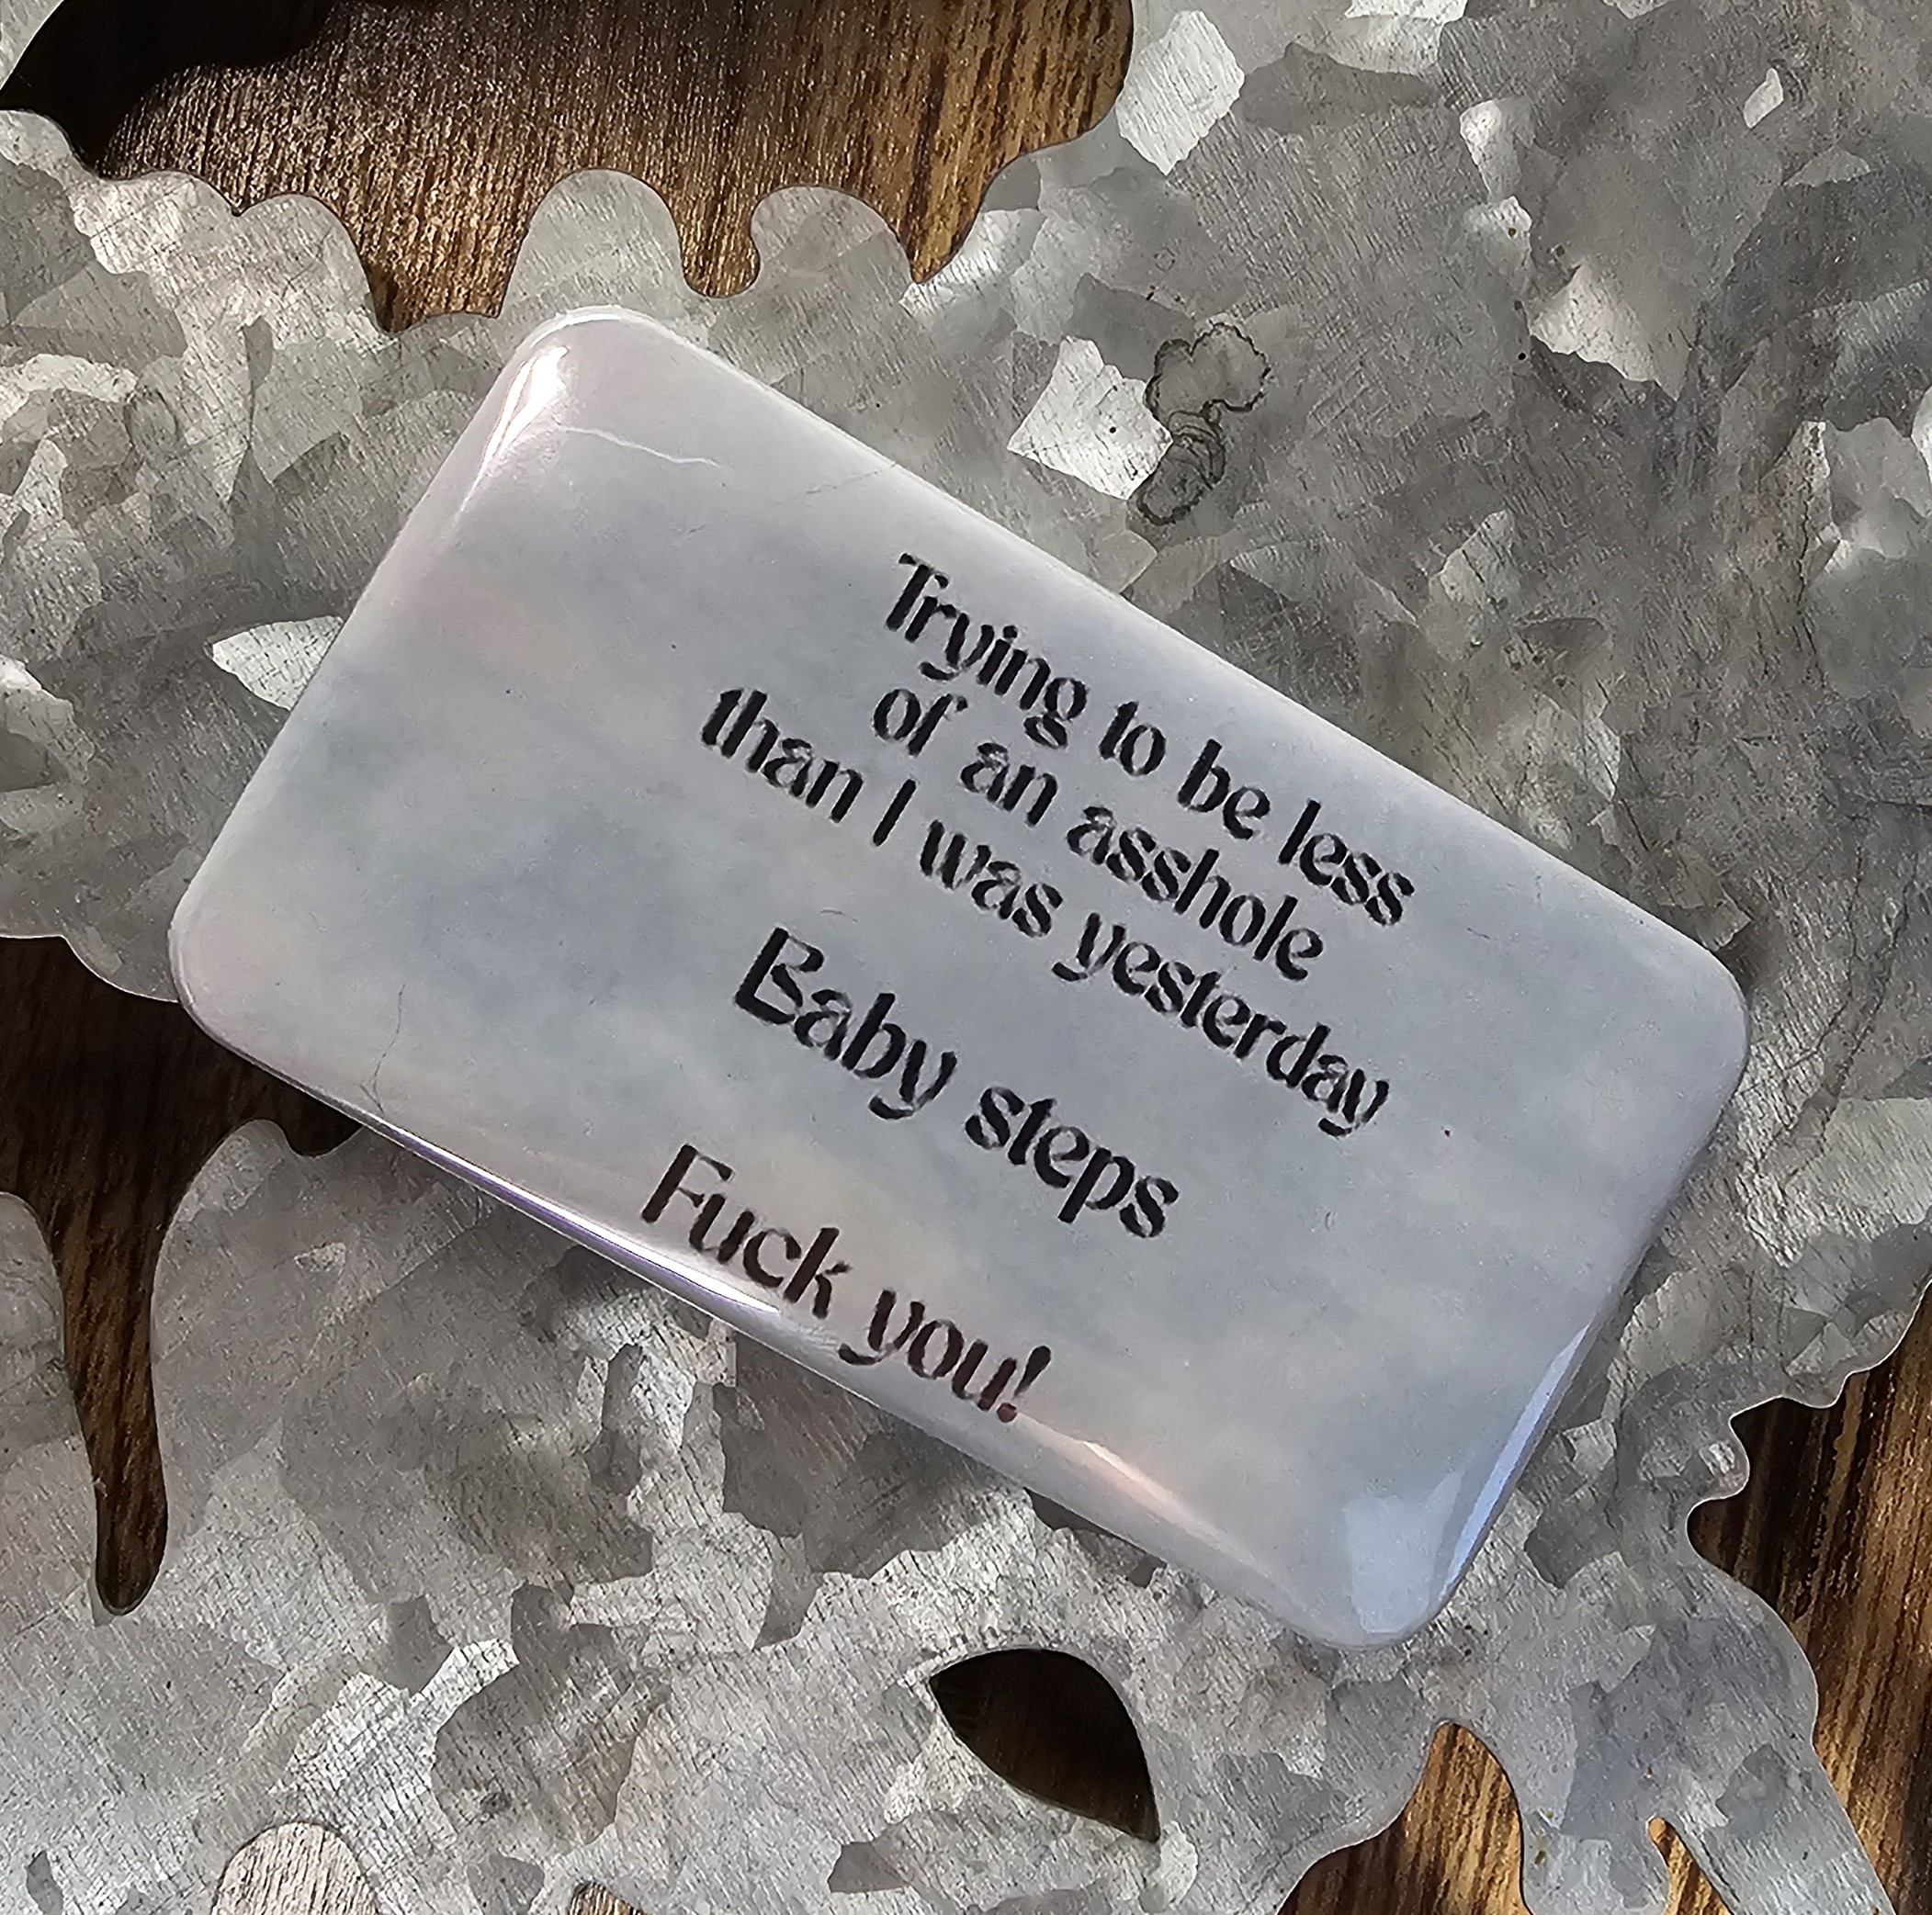 Trying to be less
of an asshole
than I was yesterday
Baby steps
Fuck you!